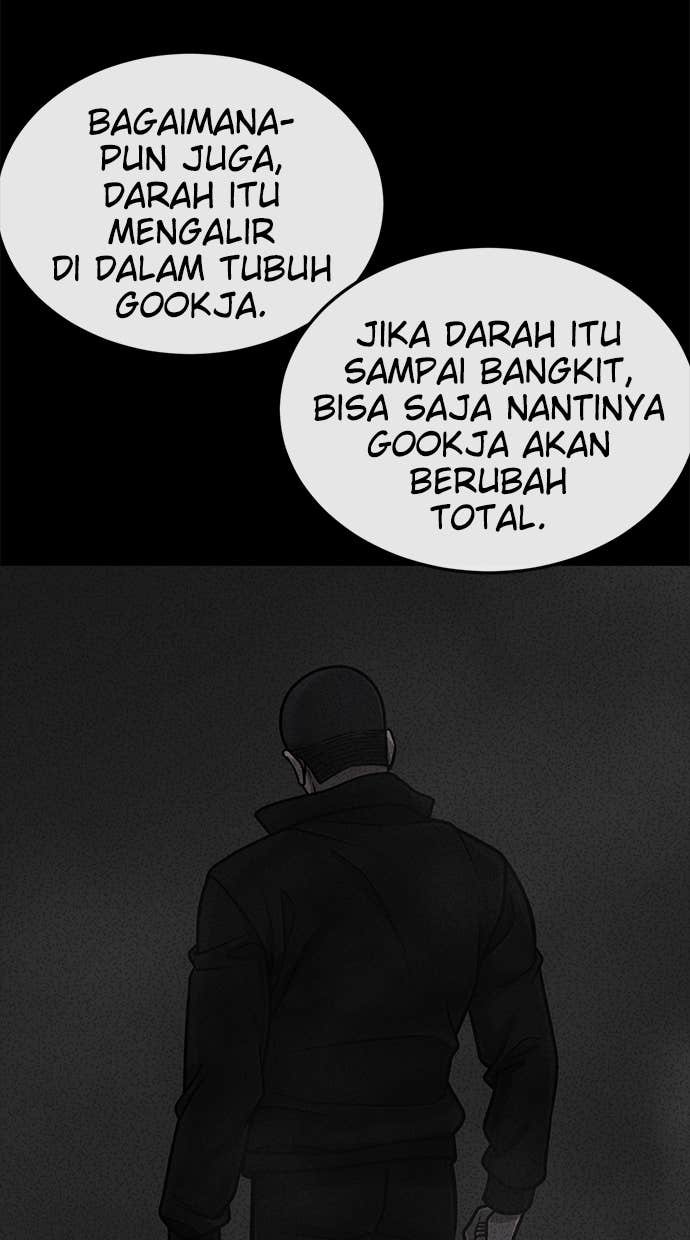 BAGAIMANA-
PUN JUGA,
DARAH ITU
MENGALIR
DI DALAM TUBUH
GOOKJA.
JIKA DARAH ITU
SAMPAI BANGKIT,
BISA SAJA NANTINYA
GOOKJA AKAN
BERUBAH
TOTAL.